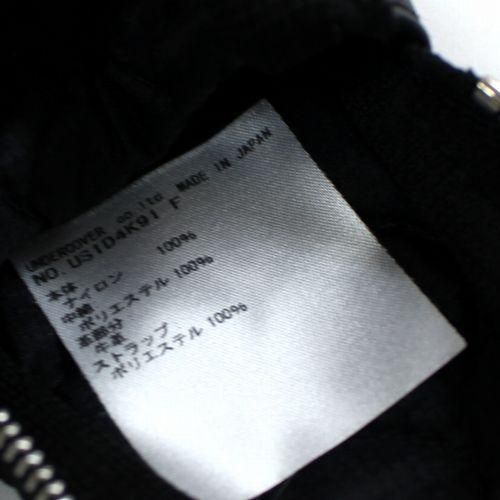 UNDERCOVER co.ltd MADE IN JAPAN
NO. US1D4K91 F
本体
ナイロン 100%
中綿
ポリエステル 100%
革部分
牛革
ストラップ
ポリエステル 100%